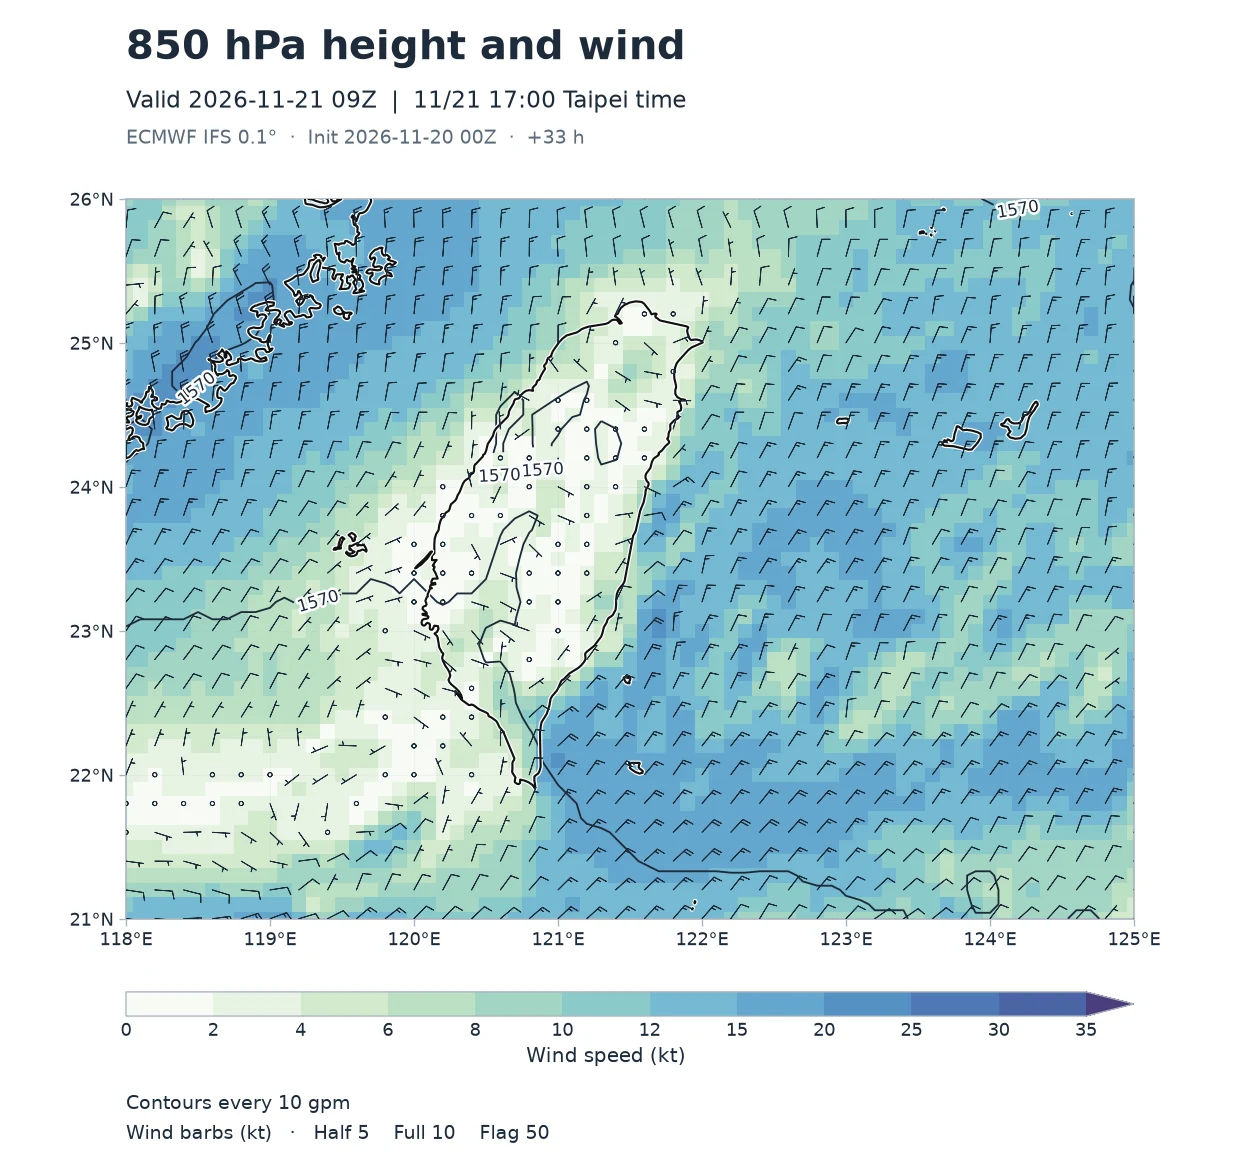 850 hPa height and wind
Valid 2026-11-21 09Z | 11/21 17:00 Taipei time
ECMWF IFS 0.1° · Init 2026-11-20 00Z · +33 h
26°N
1570
25°N
1570
1570 1570
24°N
1570
23°N
22°N
21°N
118°E 119°E 120°E 121°E 122°E 123°E 124°E 125°E
0 2 4 6 8 10 12 15 20 25 30 35
Wind speed (kt)
Contours every 10 gpm
Wind barbs (kt) · Half 5 Full 10 Flag 50